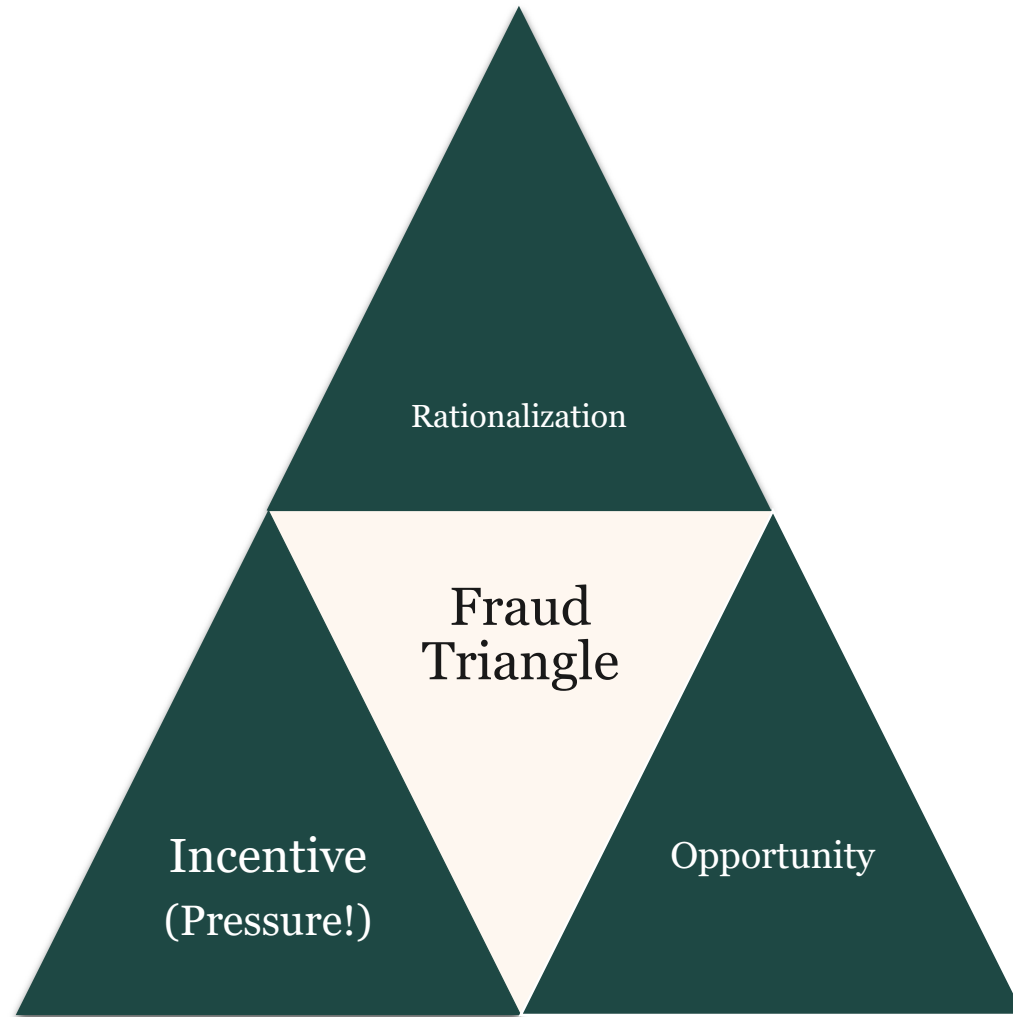 Rationalization
Fraud
Triangle
Incentive
(Pressure!)
Opportunity